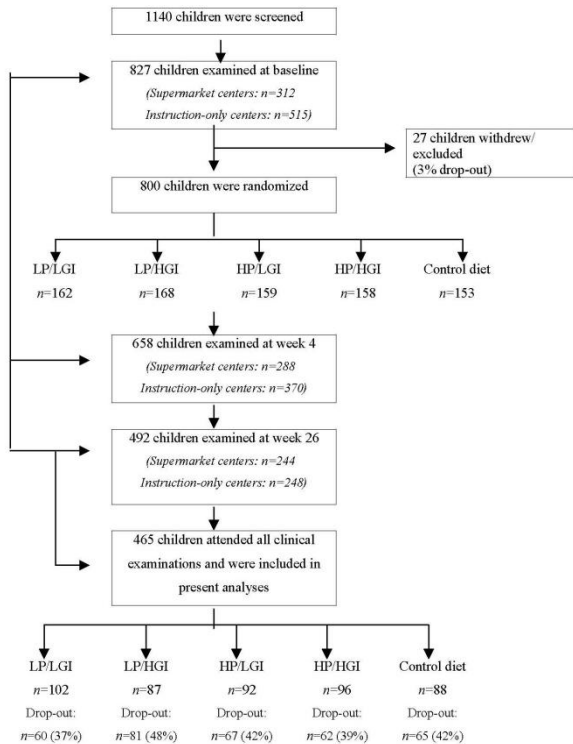 1140 children were screened
827 children examined at baseline
(Supermarket centers: n=312
Instruction-only centers: n=515)
27 children withdrew/
excluded
(3% drop-out)
800 children were randomized
LP/LGI LP/HGI HP/LGI HP/HGI Control diet
n=162 n=168 n=159 n=158 n=153
658 children examined at week 4
(Supermarket centers: n=288
Instruction-only centers: n=370)
492 children examined at week 26
(Supermarket centers: n=244
Instruction-only centers: n=248)
465 children attended all clinical
examinations and were included in
present analyses
LP/LGI LP/HGI HP/LGI HP/HGI Control diet
n=102 n=87 n=92 n=96 n=88
Drop-out: Drop-out: Drop-out: Drop-out: Drop-out:
n=60 (37%) n=81 (48%) n=67 (42%) n=62 (39%) n=65 (42%)